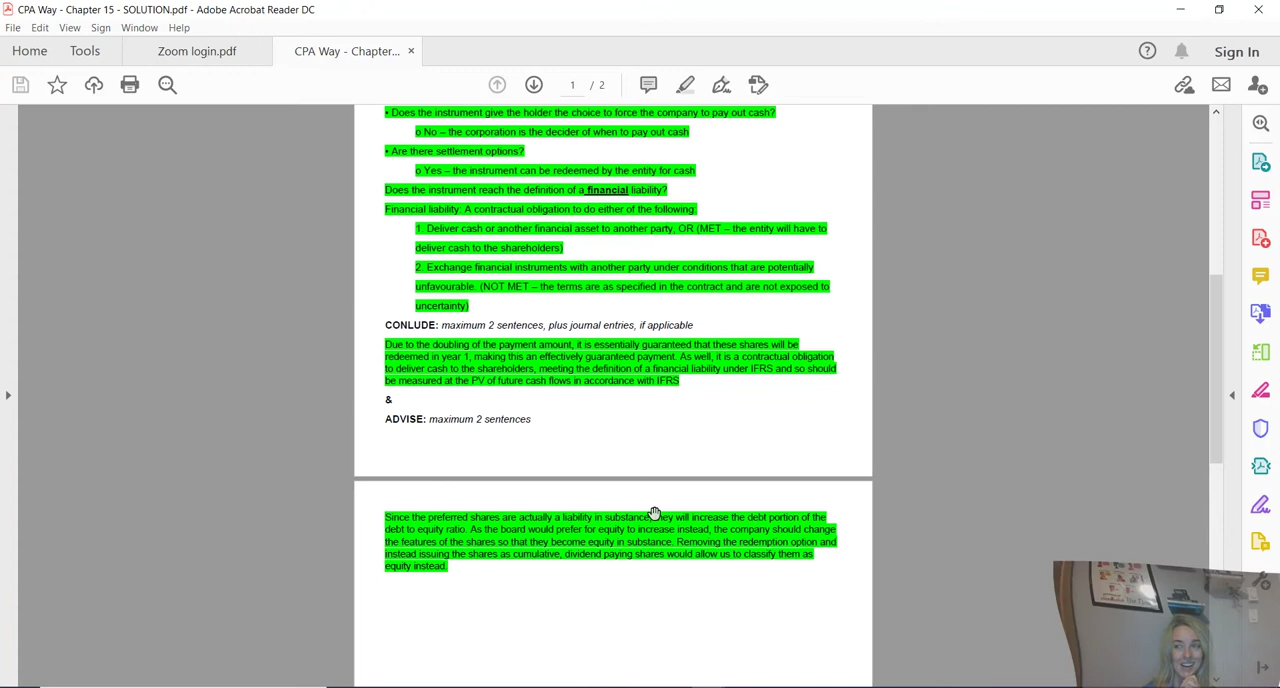 CPA Way - Chapter 15 - SOLUTION.pdf - Adobe Acrobat Reader DC
File Edit View Sign Window Help
Home Tools Zoom login.pdf CPA Way - Chapter... ×
Sign In
1 / 2
• Does the instrument give the holder the choice to force the company to pay out cash?
o No – the corporation is the decider of when to pay out cash
• Are there settlement options?
o Yes – the instrument can be redeemed by the entity for cash
Does the instrument reach the definition of a financial liability?
Financial liability: A contractual obligation to do either of the following:
1. Deliver cash or another financial asset to another party, OR (MET – the entity will have to
deliver cash to the shareholders)
2. Exchange financial instruments with another party under conditions that are potentially
unfavourable. (NOT MET – the terms are as specified in the contract and are not exposed to
uncertainty)
CONLUDE: maximum 2 sentences, plus journal entries, if applicable
Due to the doubling of the payment amount, it is essentially guaranteed that these shares will be
redeemed in year 1, making this an effectively guaranteed payment. As well, it is a contractual obligation
to deliver cash to the shareholders, meeting the definition of a financial liability under IFRS and so should
be measured at the PV of future cash flows in accordance with IFRS
&
ADVISE: maximum 2 sentences
Since the preferred shares are actually a liability in substance they will increase the debt portion of the
debt to equity ratio. As the board would prefer for equity to increase instead, the company should change
the features of the shares so that they become equity in substance. Removing the redemption option and
instead issuing the shares as cumulative, dividend paying shares would allow us to classify them as
equity instead.